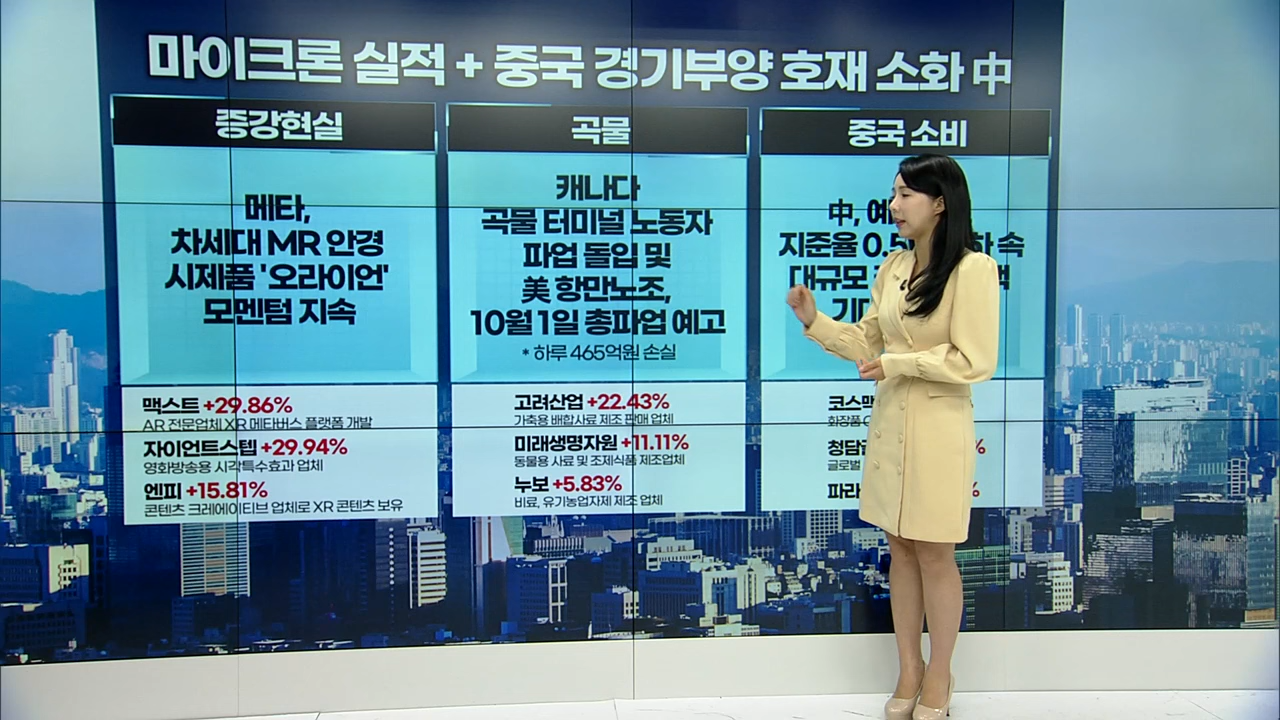 마이크론 실적 + 중국 경기부양 호재 소화 中
증강현실
메타,
차세대 MR 안경
시제품 '오라이언'
모멘텀 지속
맥스트 +29.86%
AR 전문업체 XR 메타버스 플랫폼 개발
자이언트스텝 +29.94%
영화방송용 시각특수효과 업체
엔피 +15.81%
콘텐츠 크레에이티브 업체로 XR 콘텐츠 보유
곡물
캐나다
곡물 터미널 노동자
파업 돌입 및
美 항만노조,
10월 1일 총파업 예고
* 하루 465억원 손실
고려산업 +22.43%
가축용 배합사료 제조 판매 업체
미래생명자원 +11.11%
동물용 사료 및 조제식품 제조업체
누보 +5.83%
비료, 유기농업자제 제조 업체
중국 소비
中,
지준율 속
대규모
화장품
글로벌